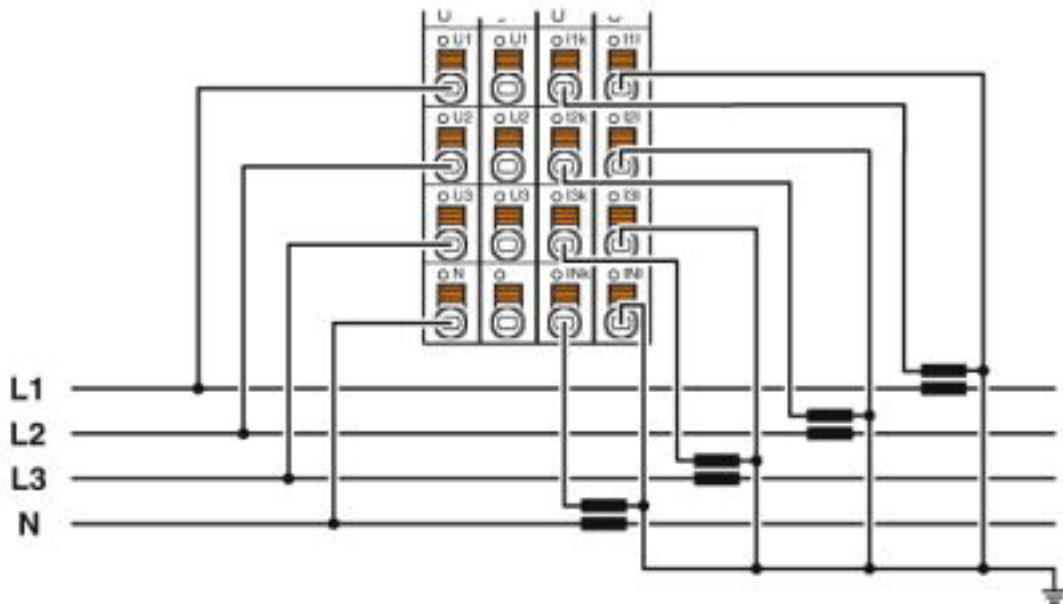 U1 U1 I1k I1l
U2 U2 I2k I2l
U3 U3 I3k I3l
N INk INl
L1
L2
L3
N